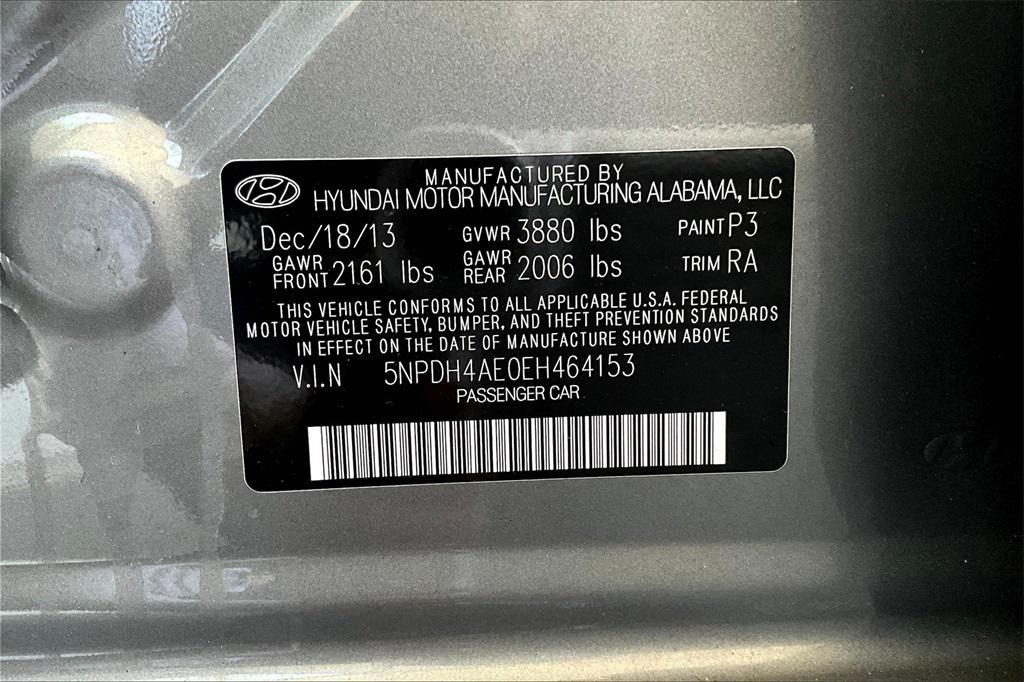 MANUFACTURED BY
HYUNDAI MOTOR MANUFACTURING ALABAMA, LLC
Dec/18/13 GVWR 3880 lbs PAINT P3
GAWR FRONT 2161 lbs GAWR REAR 2006 lbs TRIM RA
THIS VEHICLE CONFORMS TO ALL APPLICABLE U.S.A. FEDERAL
MOTOR VEHICLE SAFETY, BUMPER, AND THEFT PREVENTION STANDARDS
IN EFFECT ON THE DATE OF MANUFACTURE SHOWN ABOVE
V.I.N 5NPDH4AE0EH464153
PASSENGER CAR